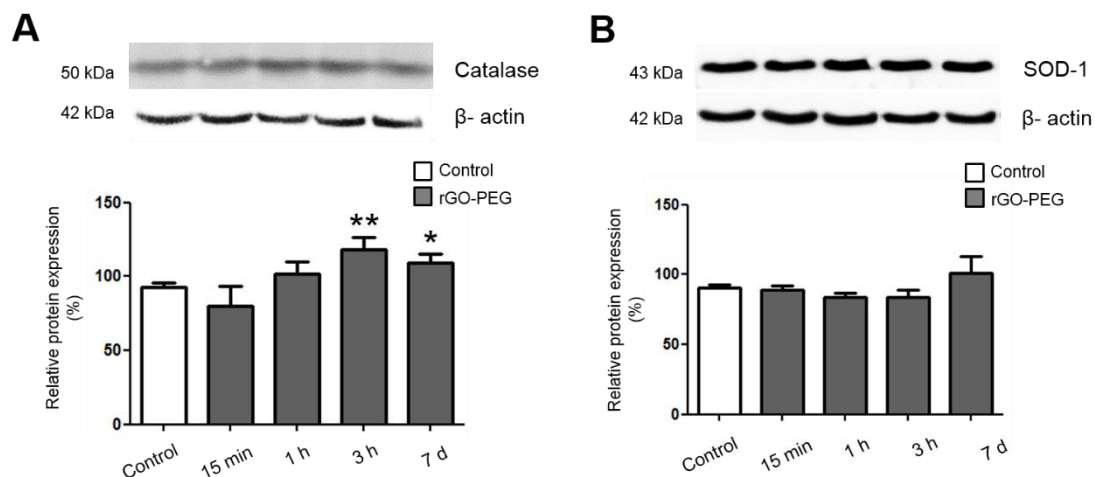 A
50 kDa
Catalase
42 kDa
β- actin
Control
rGO-PEG
Relative protein expression
(%)
150
100
50
0
**
*
Control
15 min
1 h
3 h
7 d
B
43 kDa
SOD-1
42 kDa
β- actin
Control
rGO-PEG
Relative protein expression
(%)
150
100
50
0
Control
15 min
1 h
3 h
7 d